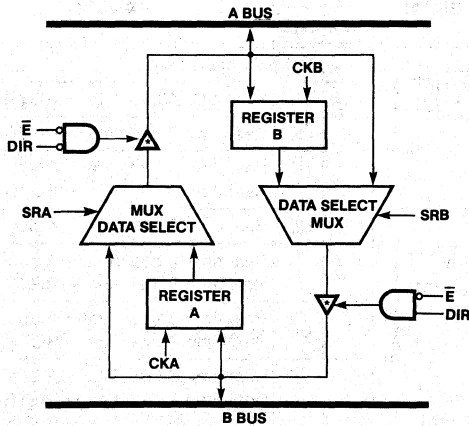 A BUS
CKB
REGISTER
B
E̅
DIR
*
MUX
DATA SELECT
SRA
DATA SELECT
MUX
SRB
REGISTER
A
*
E̅
DIR
CKA
B BUS